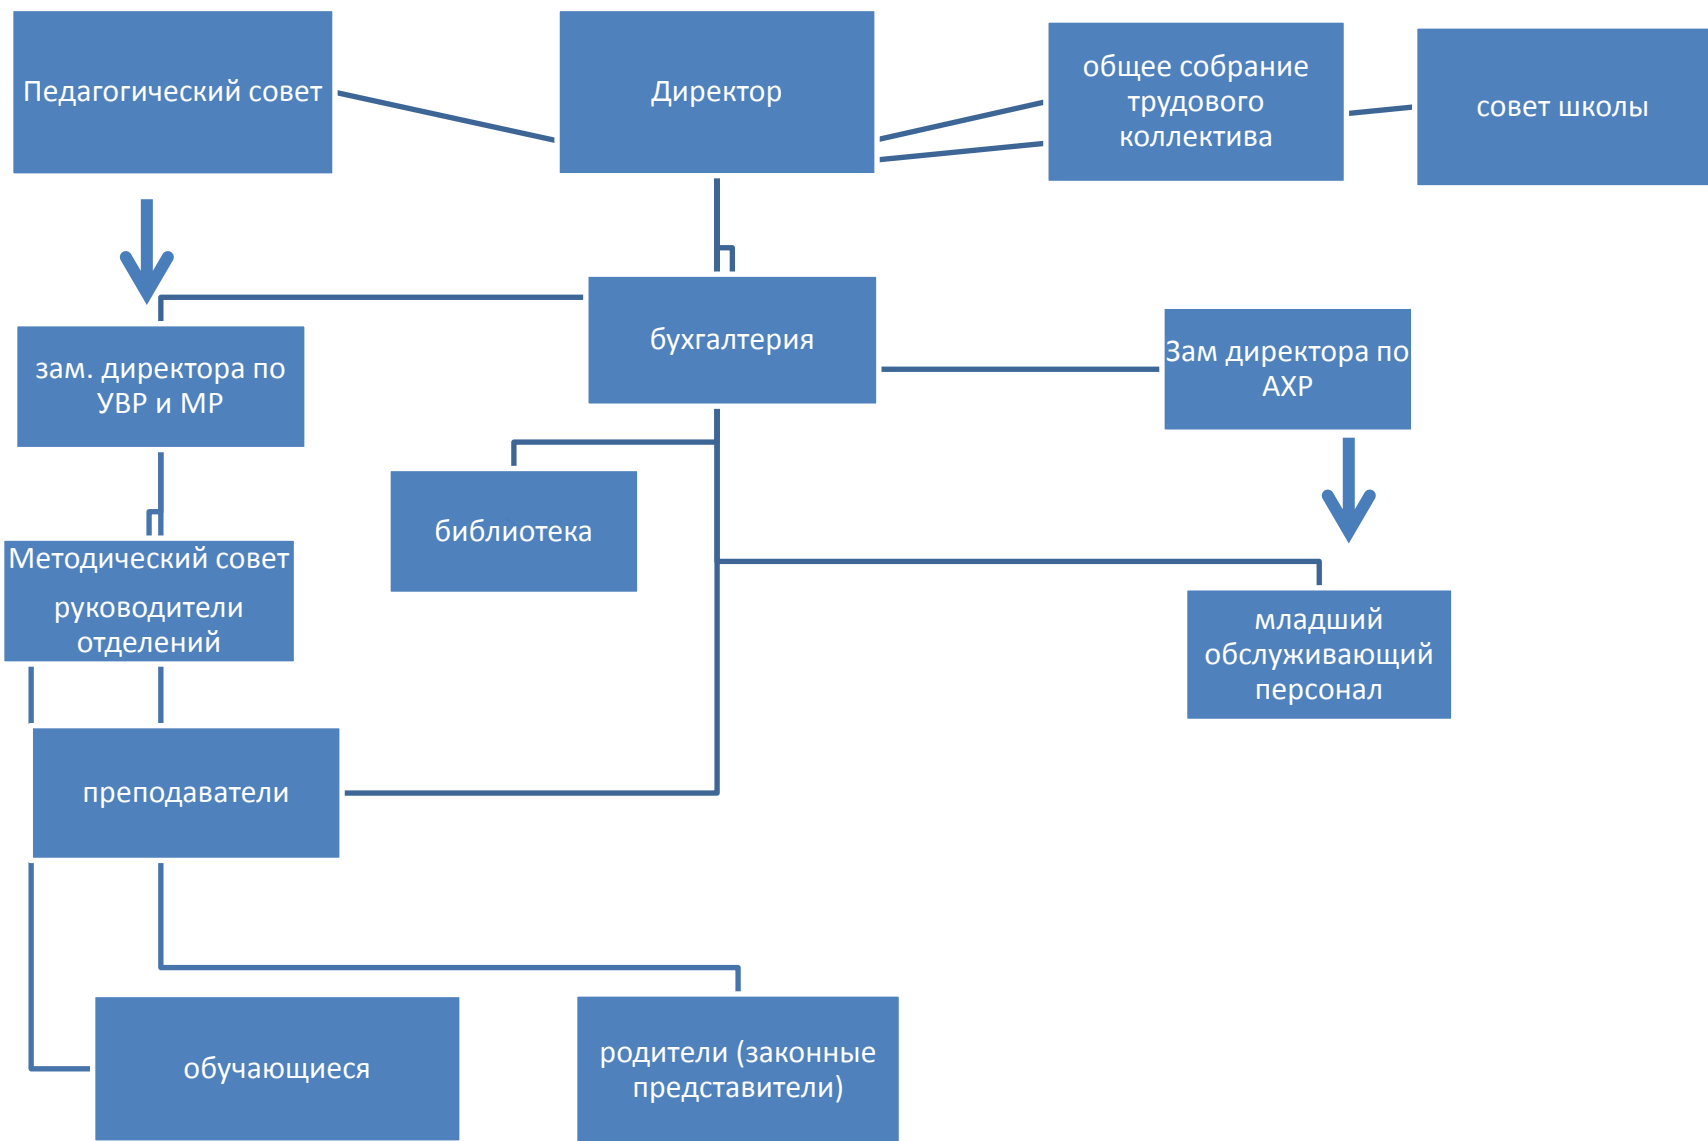 Педагогический совет
Директор
общее собрание
трудового
коллектива
совет школы
бухгалтерия
зам. директора по
УВР и МР
Зам директора по
АХР
библиотека
Методический совет
руководители
отделений
младший
обслуживающий
персонал
преподаватели
обучающиеся
родители (законные
представители)